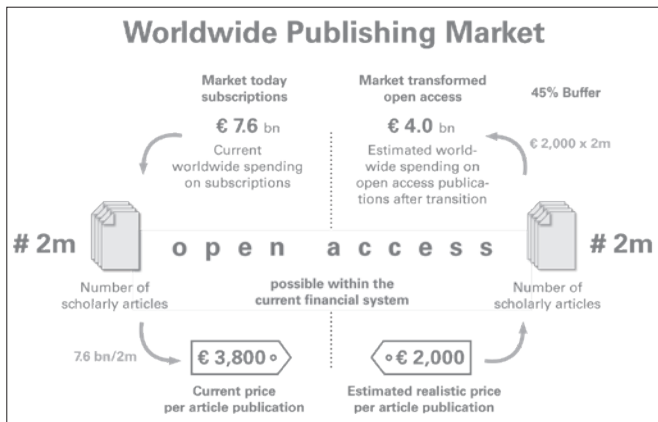 Worldwide Publishing Market
Market today
subscriptions
€ 7.6 bn
Current
worldwide spending
on subscriptions
Market transformed
open access
€ 4.0 bn
Estimated world-
wide spending on
open access publica-
tions after transition
45% Buffer
€ 2,000 x 2m
# 2m
Number of
scholarly articles
open access
possible within the
current financial system
# 2m
Number of
scholarly articles
7.6 bn/2m
€ 3,800
Current price
per article publication
€ 2,000
Estimated realistic price
per article publication